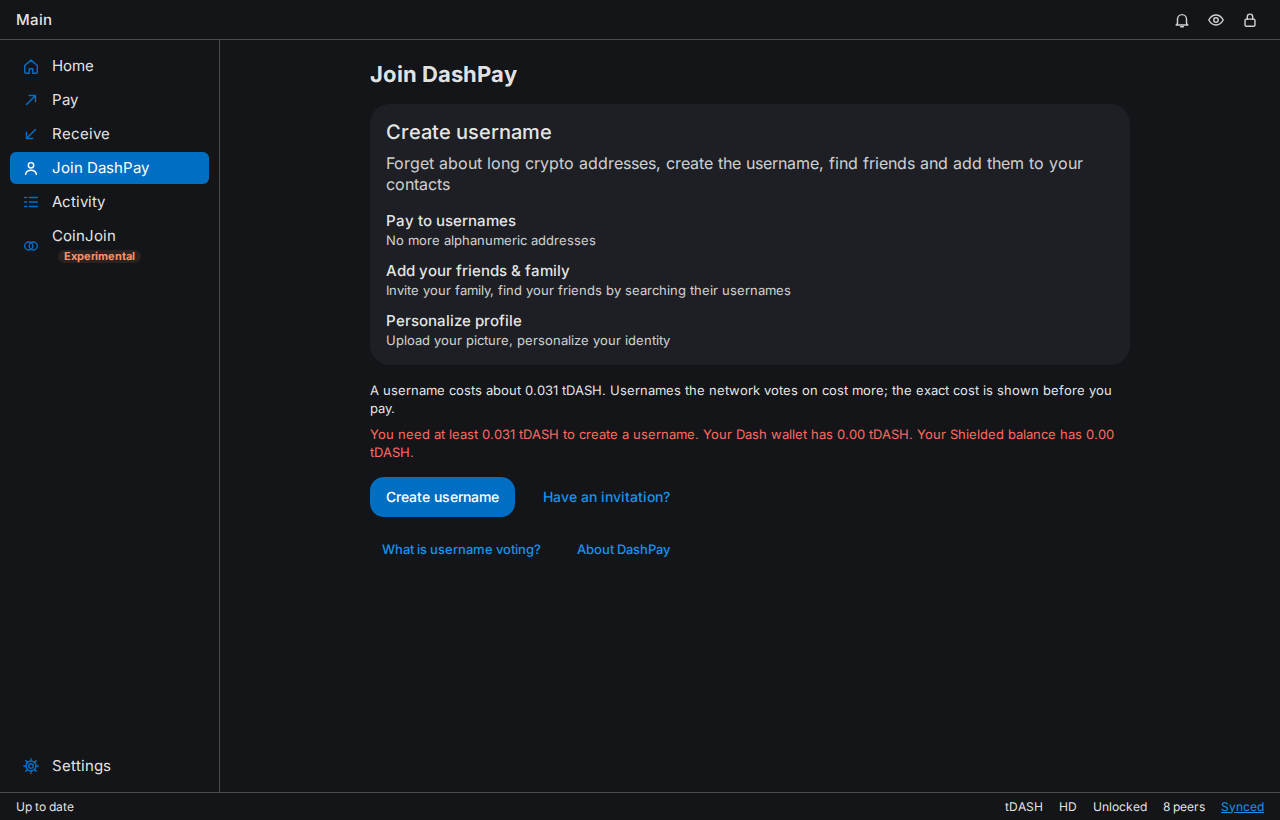 Main
Home
Pay
Receive
Join DashPay
Activity
CoinJoin
Experimental
Settings
Join DashPay
Create username
Forget about long crypto addresses, create the username, find friends and add them to your
contacts
Pay to usernames
No more alphanumeric addresses
Add your friends & family
Invite your family, find your friends by searching their usernames
Personalize profile
Upload your picture, personalize your identity
A username costs about 0.031 tDASH. Usernames the network votes on cost more; the exact cost is shown before you
pay.
You need at least 0.031 tDASH to create a username. Your Dash wallet has 0.00 tDASH. Your Shielded balance has 0.00
tDASH.
Create username Have an invitation?
What is username voting? About DashPay
Up to date tDASH HD Unlocked 8 peers Synced